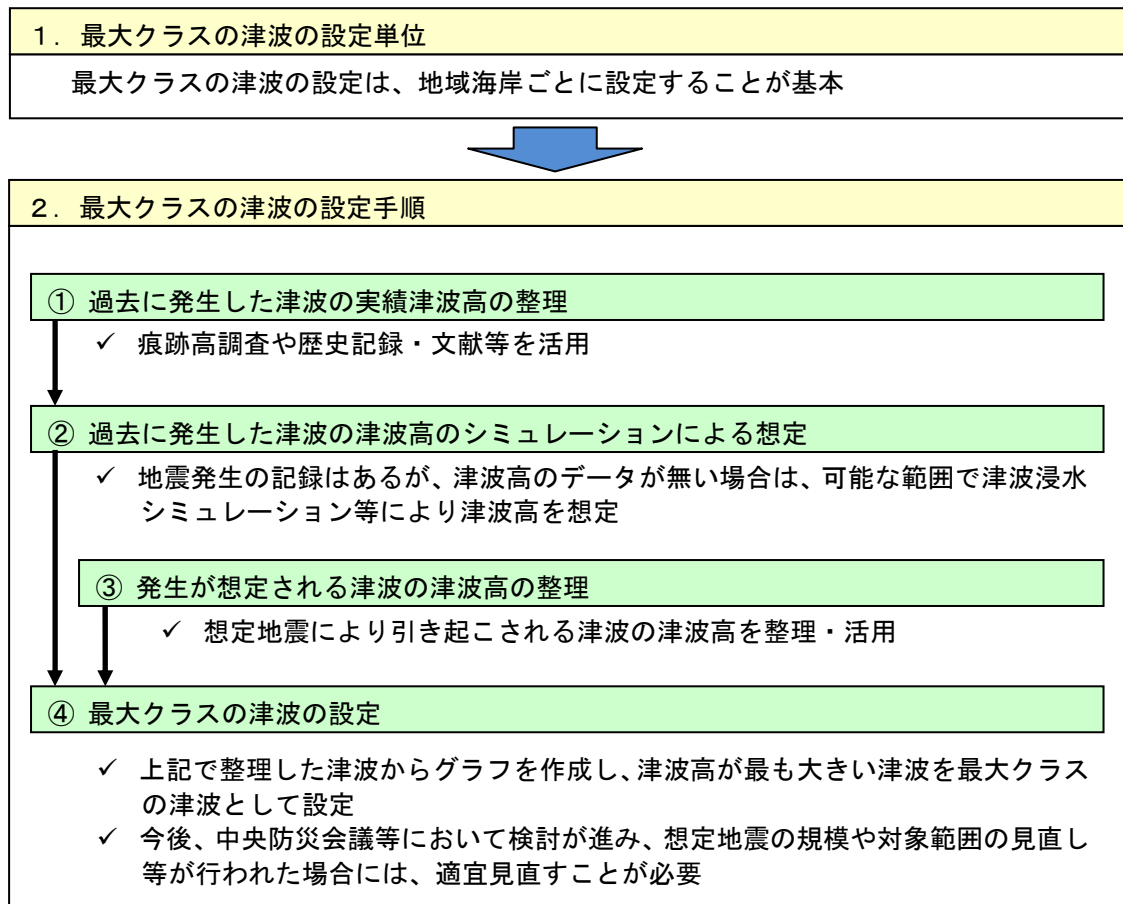 １．最大クラスの津波の設定単位
最大クラスの津波の設定は、地域海岸ごとに設定することが基本
２．最大クラスの津波の設定手順
① 過去に発生した津波の実績津波高の整理
✓ 痕跡高調査や歴史記録・文献等を活用
② 過去に発生した津波の津波高のシミュレーションによる想定
✓ 地震発生の記録はあるが、津波高のデータが無い場合は、可能な範囲で津波浸水
シミュレーション等により津波高を想定
③ 発生が想定される津波の津波高の整理
✓ 想定地震により引き起こされる津波の津波高を整理・活用
④ 最大クラスの津波の設定
✓ 上記で整理した津波からグラフを作成し、津波高が最も大きい津波を最大クラス
の津波として設定
✓ 今後、中央防災会議等において検討が進み、想定地震の規模や対象範囲の見直し
等が行われた場合には、適宜見直すことが必要